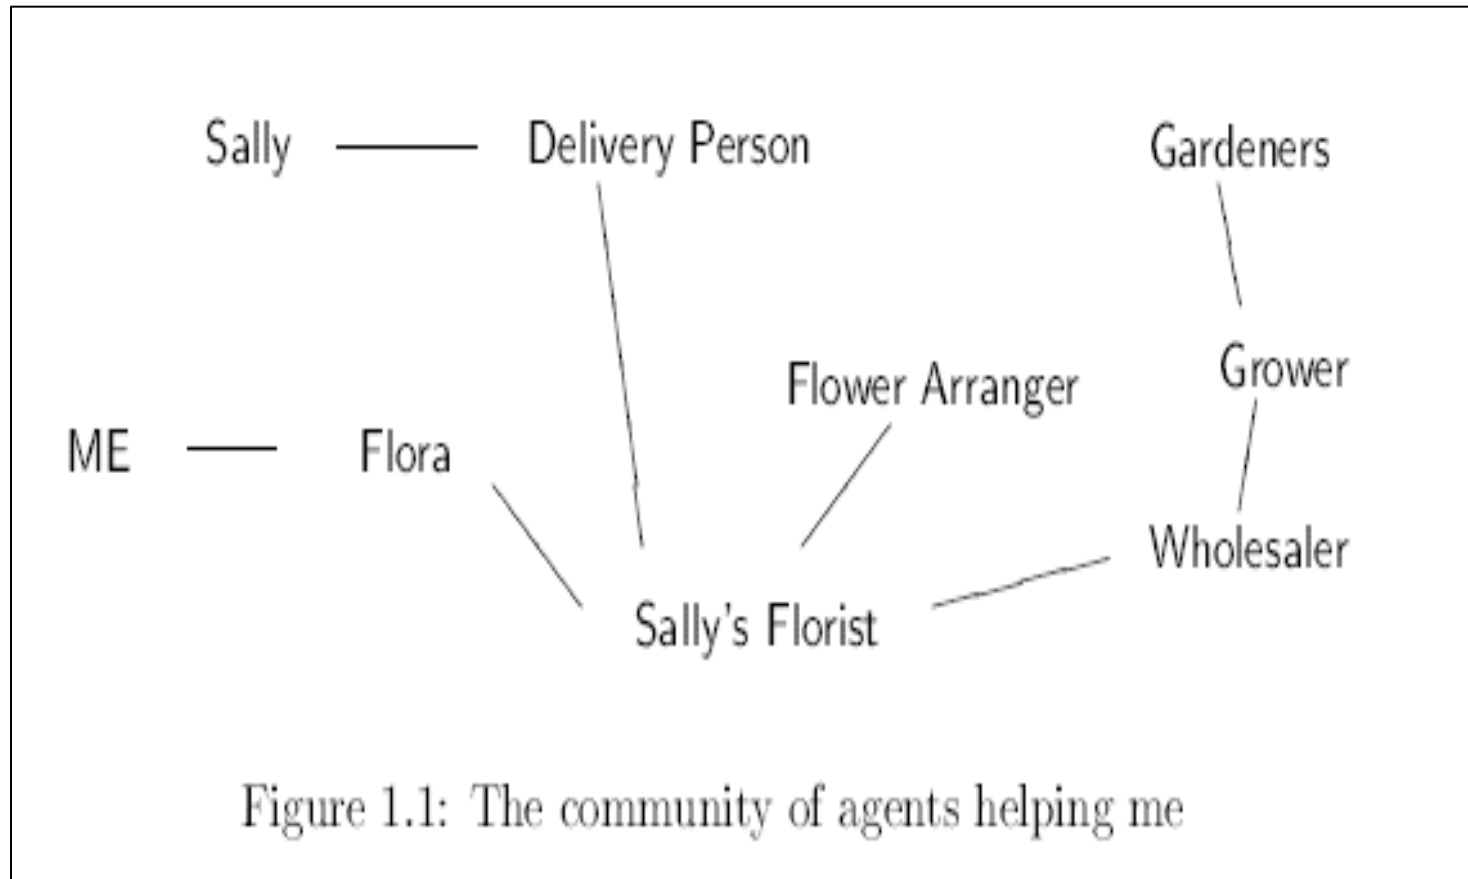 Sally
Delivery Person
Gardeners
Flower Arranger
Grower
ME
Flora
Wholesaler
Sally's Florist
Figure 1.1: The community of agents helping me